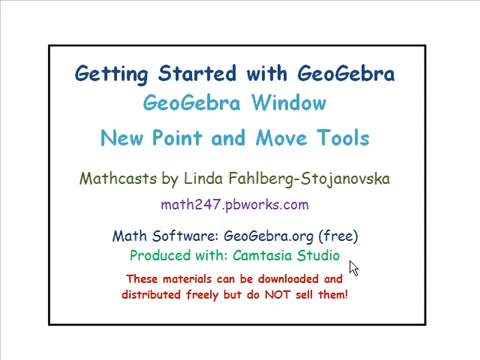 Getting Started with GeoGebra
GeoGebra Window
New Point and Move Tools
Mathcasts by Linda Fahlberg-Stojanovska
math247.pbworks.com
Math Software: GeoGebra.org (free)
Produced with: Camtasia Studio
These materials can be downloaded and
distributed freely but do NOT sell them!